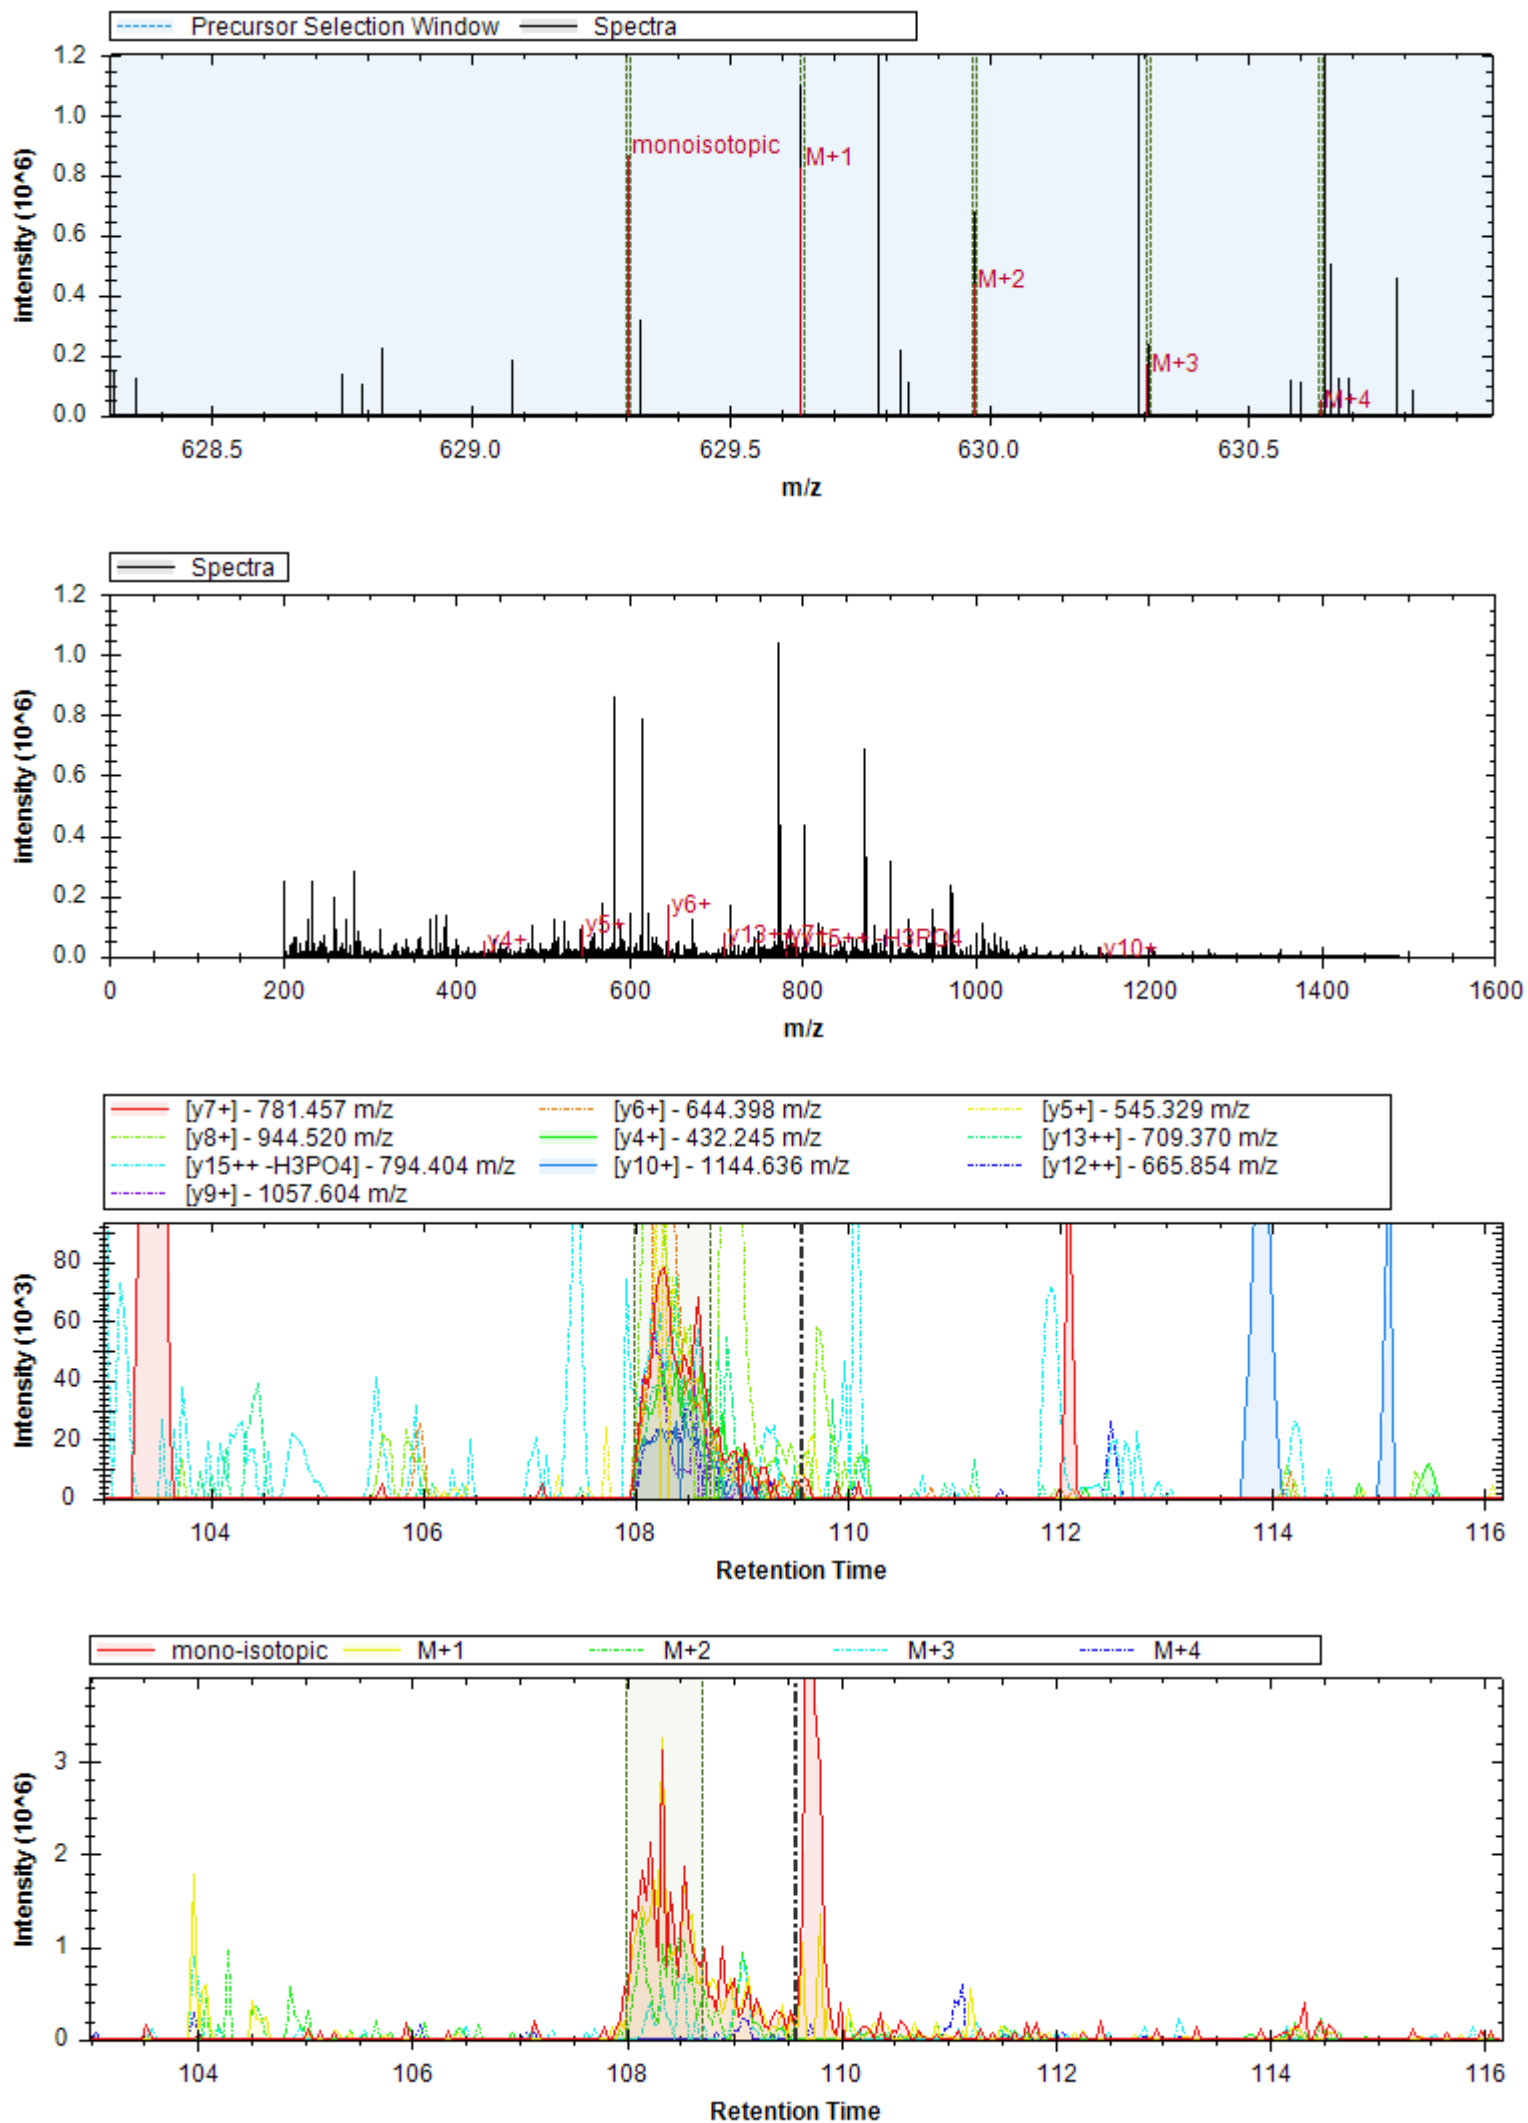 Precursor Selection Window Spectra
1.2
1.0
0.8
0.6
0.4
0.2
0.0
intensity (10^6)
monoisotopic
M+1
M+2
M+3
M+4
628.5 629.0 629.5 630.0 630.5
m/z
Spectra
1.2
1.0
0.8
0.6
0.4
0.2
0.0
intensity (10^6)
y4+ y5+ y6+ y13++ y7+ 5++ -H3PO4 y10+
0 200 400 600 800 1000 1200 1400 1600
m/z
[y7+] - 781.457 m/z [y6+] - 644.398 m/z [y5+] - 545.329 m/z
[y8+] - 944.520 m/z [y4+] - 432.245 m/z [y13++] - 709.370 m/z
[y15++ -H3PO4] - 794.404 m/z [y10+] - 1144.636 m/z [y12++] - 665.854 m/z
[y9+] - 1057.604 m/z
80
60
40
20
0
Intensity (10^3)
104 106 108 110 112 114 116
Retention Time
mono-isotopic M+1 M+2 M+3 M+4
3
2
1
0
Intensity (10^6)
104 106 108 110 112 114 116
Retention Time